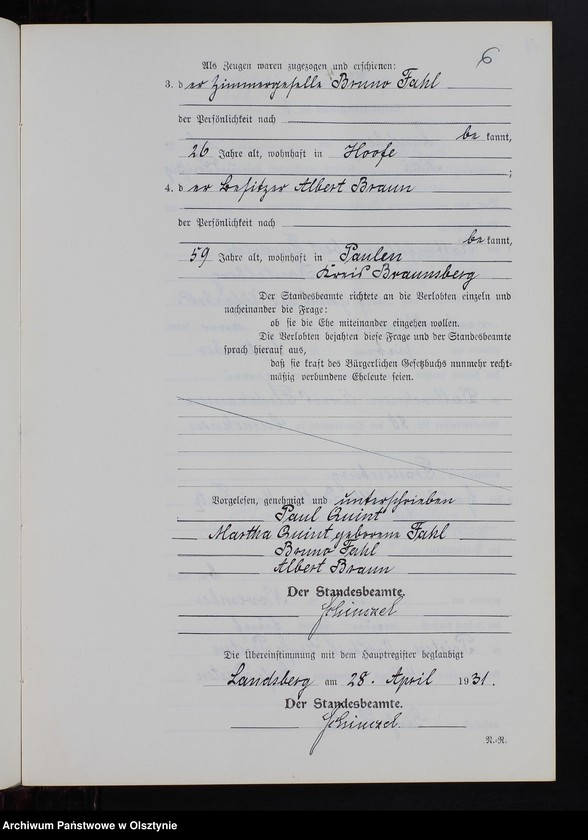 6
Als Zeugen waren zugezogen und erschienen:
3. der Zimmergeselle Bruno Fahl
der Persönlichkeit nach
bekannt,
26 Jahre alt, wohnhaft in Hoofe
;
4. der Besitzer Albert Braun
der Persönlichkeit nach
bekannt,
59 Jahre alt, wohnhaft in Paulen
Kreis Braunsberg
Der Standesbeamte richtete an die Verlobten einzeln und
nacheinander die Frage:
ob sie die Ehe miteinander eingehen wollen.
Die Verlobten bejahten diese Frage und der Standesbeamte
sprach hierauf aus,
daß sie kraft des Bürgerlichen Gesetzbuchs nunmehr recht-
mäßig verbundene Eheleute seien.
Vorgelesen, genehmigt und unterschrieben
Paul Quint
Martha Quint geborene Fahl
Bruno Fahl
Albert Braun
Der Standesbeamte.
Schinzel
Die Übereinstimmung mit dem Hauptregister beglaubigt
Landsberg am 28. April 1931.
Der Standesbeamte.
Schinzel.
N.-R.
Archiwum Państwowe w Olsztynie